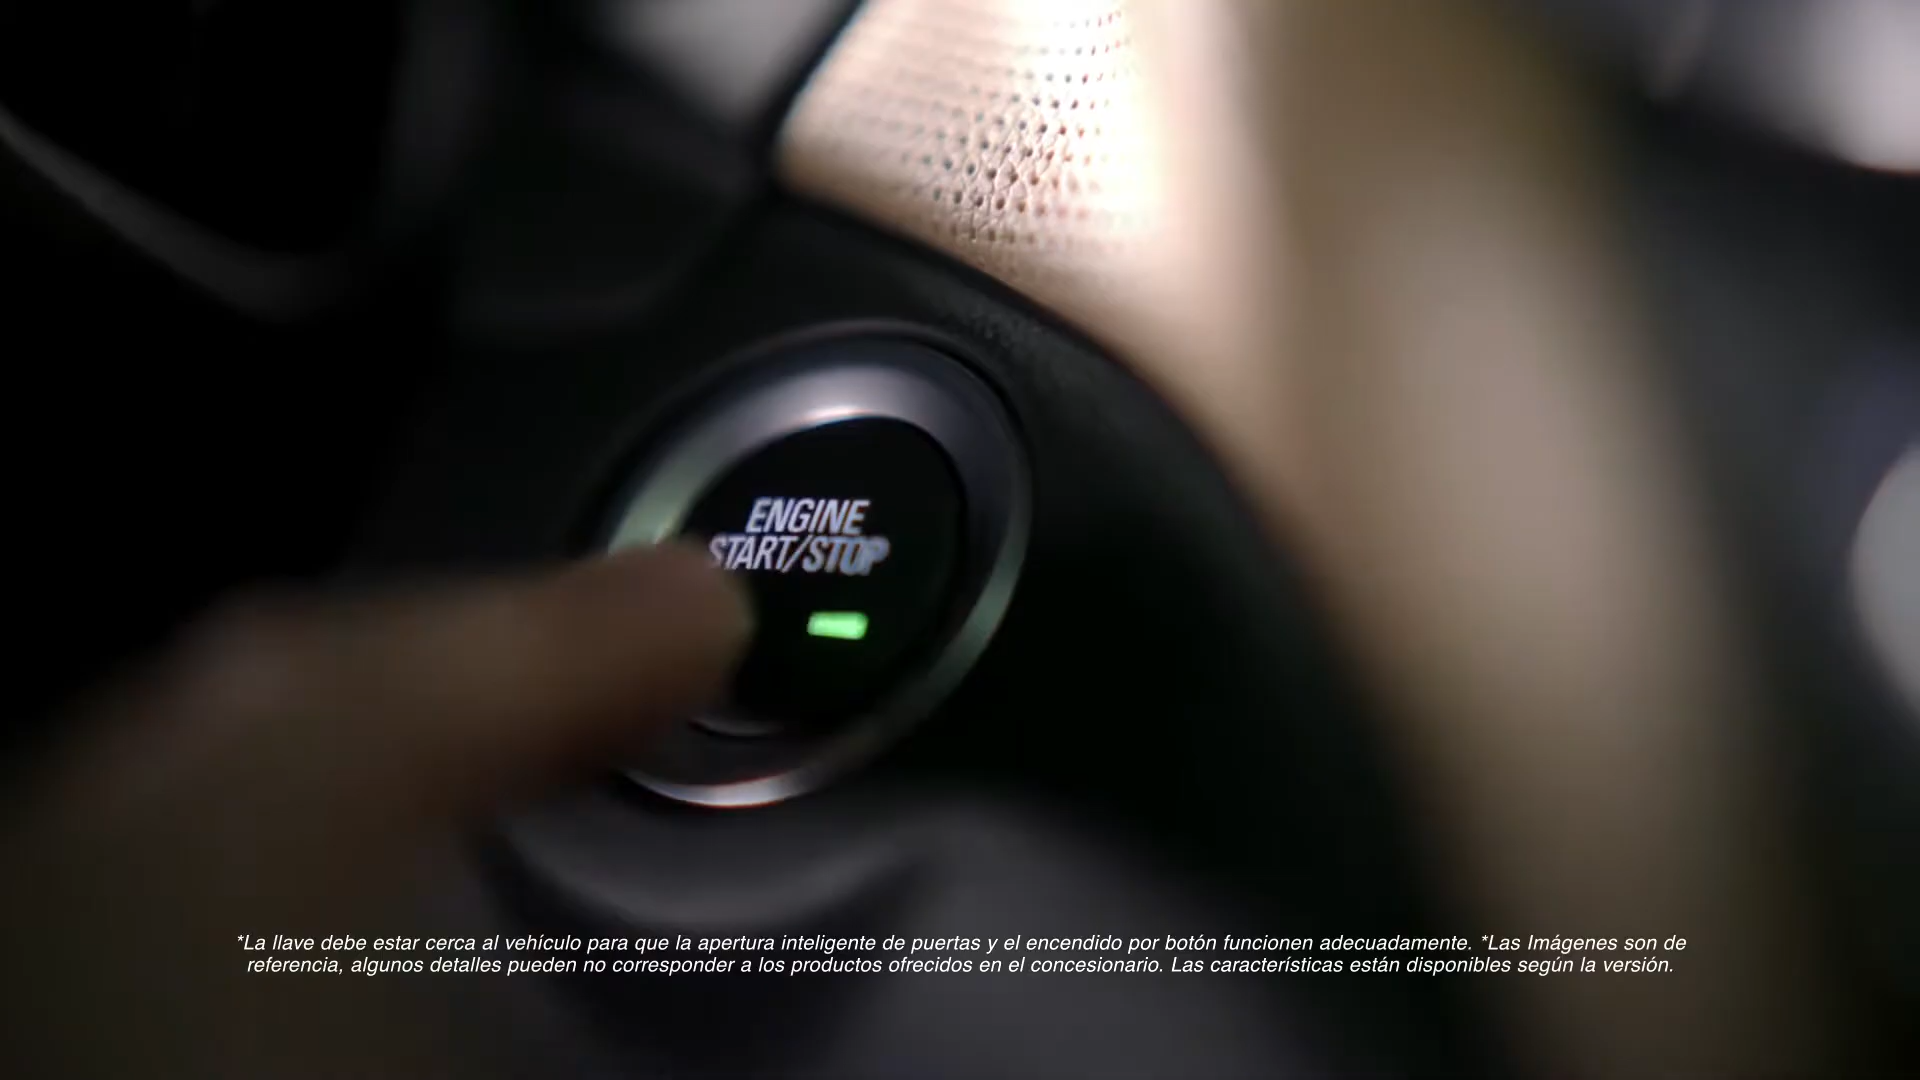 ENGINE
START/STOP
*La llave debe estar cerca al vehículo para que la apertura inteligente de puertas y el encendido por botón funcionen adecuadamente. *Las Imágenes son de
referencia, algunos detalles pueden no corresponder a los productos ofrecidos en el concesionario. Las características están disponibles según la versión.